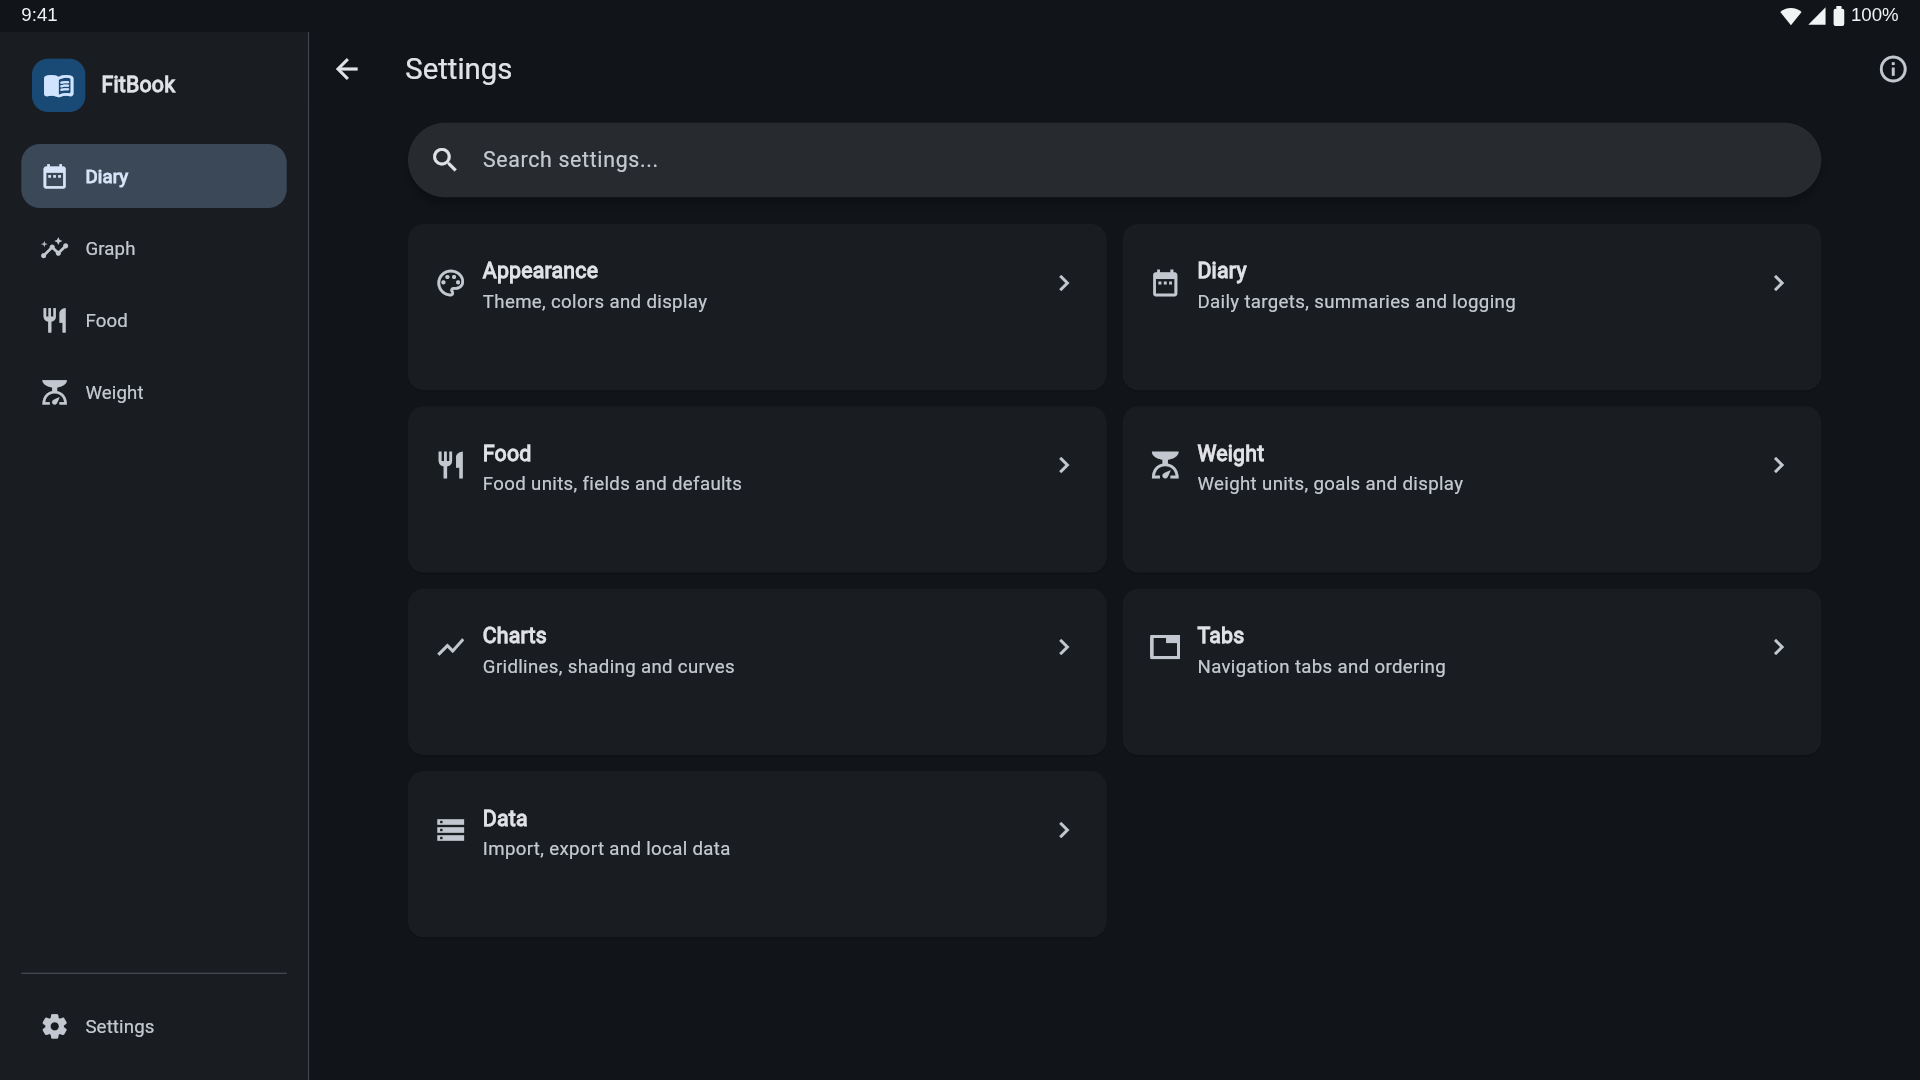 9:41
100%
FitBook
Diary
Graph
Food
Weight
Settings
Settings
Search settings...
Appearance
Theme, colors and display
Diary
Daily targets, summaries and logging
Food
Food units, fields and defaults
Weight
Weight units, goals and display
Charts
Gridlines, shading and curves
Tabs
Navigation tabs and ordering
Data
Import, export and local data